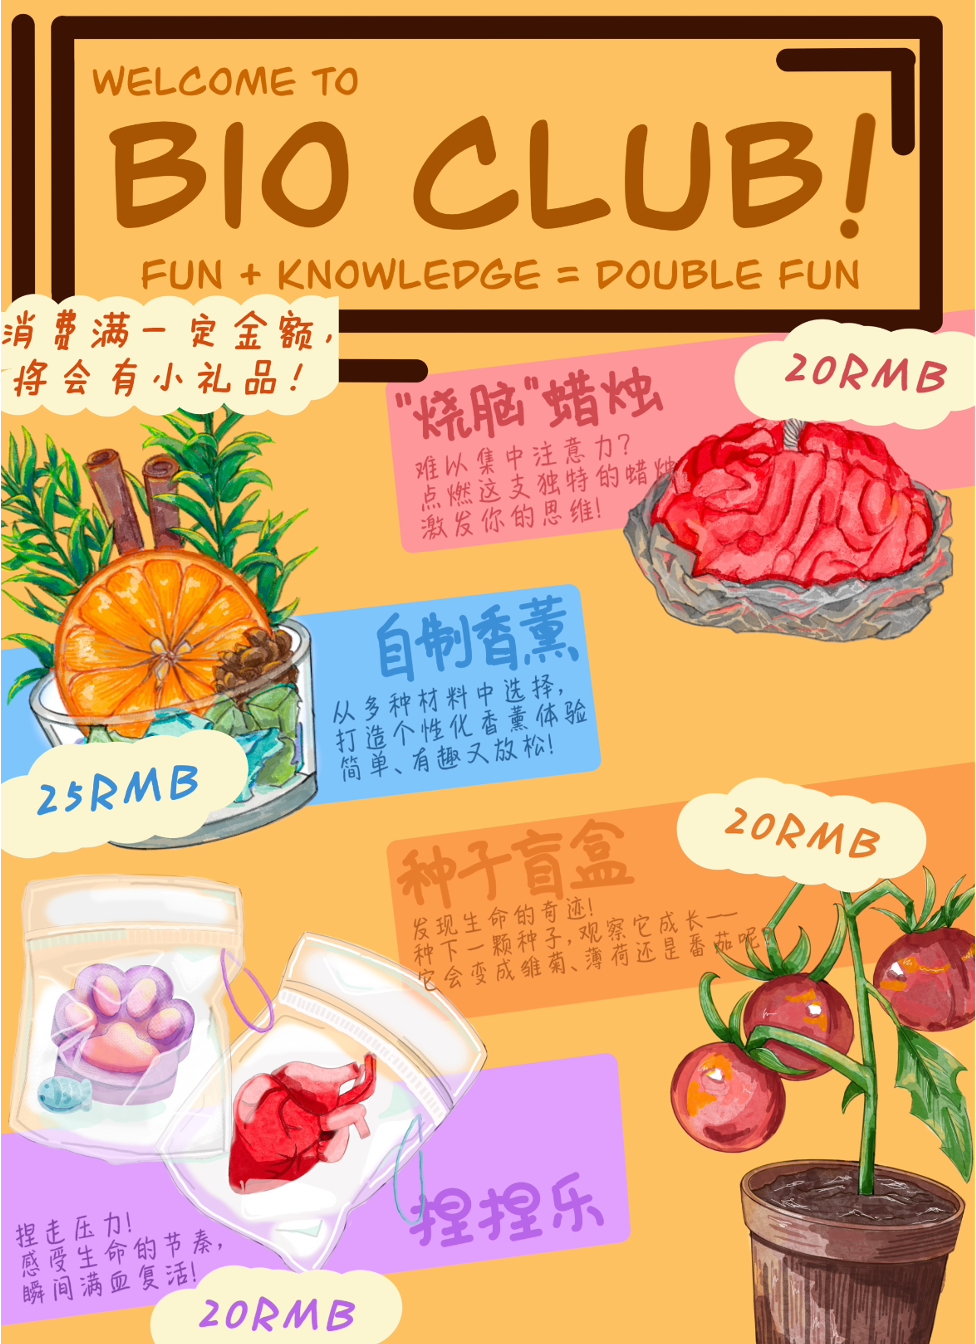 WELCOME TO
BIO CLUB!
FUN + KNOWLEDGE = DOUBLE FUN
消费满一定金额,
将会有小礼品!
20RMB
"烧脑"蜡烛
难以集中注意力?
点燃这支独特的蜡烛
激发你的思维!
自制香薰
从多种材料中选择,
打造个性化香薰体验
简单、有趣又放松!
25RMB
20RMB
种子盲盒
发现生命的奇迹!
种下一颗种子,观察它成长——
它会变成雏菊、薄荷还是番茄呢?
捏捏乐
捏走压力!
感受生命的节奏,
瞬间满血复活!
20RMB